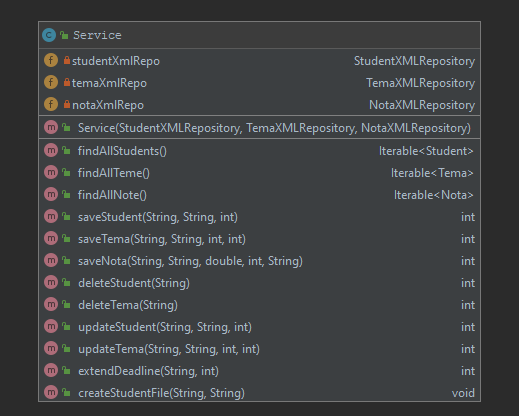 Service
studentXmlRepo StudentXMLRepository
temaXmlRepo TemaXMLRepository
notaXmlRepo NotaXMLRepository
Service(StudentXMLRepository, TemaXMLRepository, NotaXMLRepository)
findAllStudents() Iterable<Student>
findAllTeme() Iterable<Tema>
findAllNote() Iterable<Nota>
saveStudent(String, String, int) int
saveTema(String, String, int, int) int
saveNota(String, String, double, int, String) int
deleteStudent(String) int
deleteTema(String) int
updateStudent(String, String, int) int
updateTema(String, String, int, int) int
extendDeadline(String, int) int
createStudentFile(String, String) void